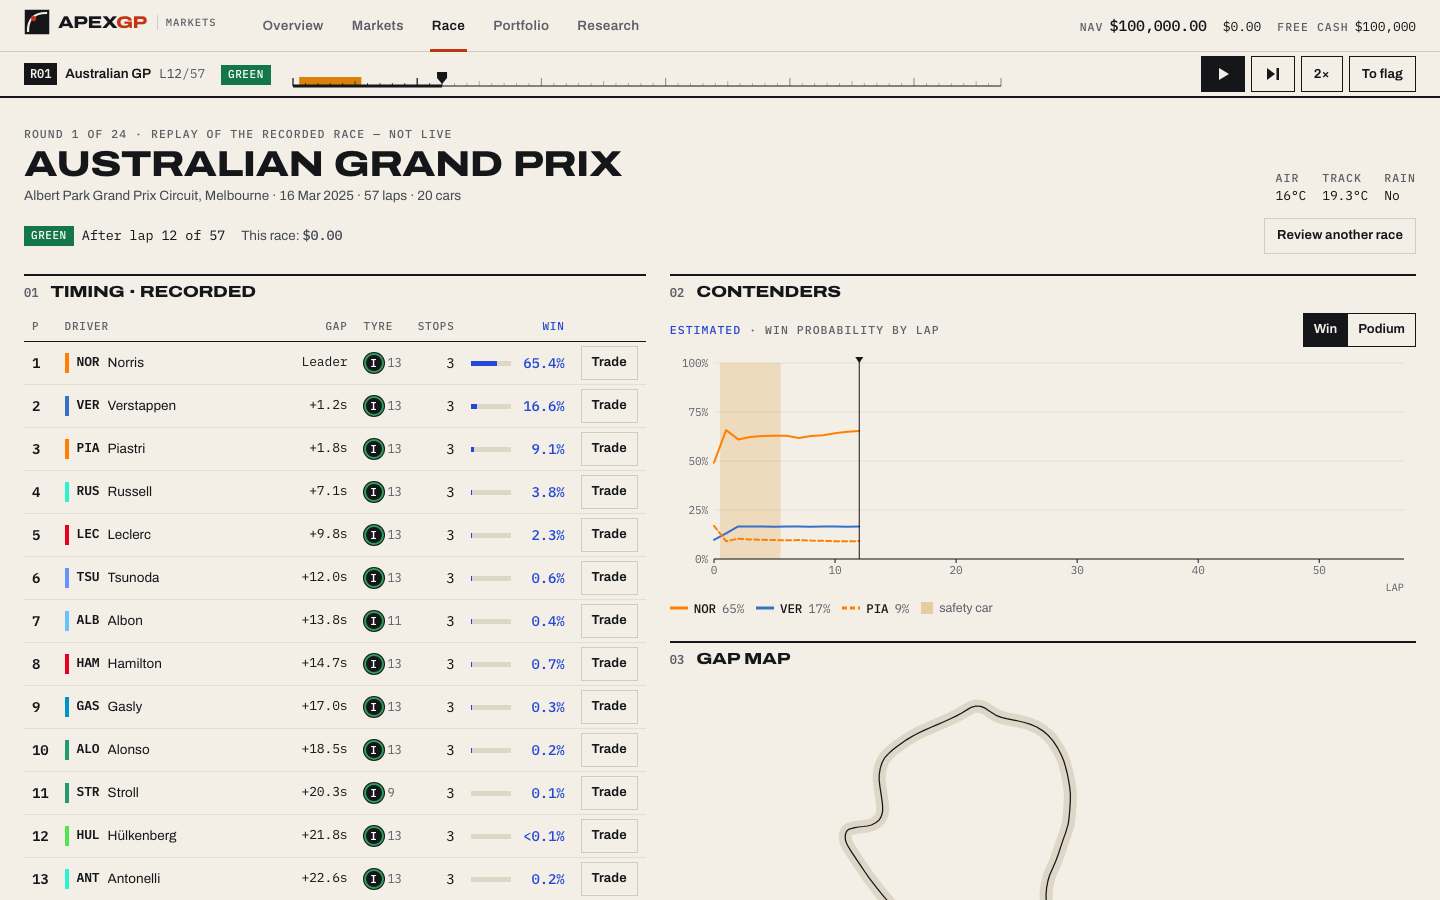 APEXGP MARKETS Overview Markets Race Portfolio Research NAV $100,000.00 $0.00 FREE CASH $100,000
R01 Australian GP L12/57 GREEN 2× To flag
ROUND 1 OF 24 · REPLAY OF THE RECORDED RACE — NOT LIVE
AUSTRALIAN GRAND PRIX
Albert Park Grand Prix Circuit, Melbourne · 16 Mar 2025 · 57 laps · 20 cars
AIR TRACK RAIN
16°C 19.3°C No
GREEN After lap 12 of 57 This race: $0.00
Review another race
01 TIMING · RECORDED
P DRIVER GAP TYRE STOPS WIN
1 NOR Norris Leader I 13 3 65.4% Trade
2 VER Verstappen +1.2s I 13 3 16.6% Trade
3 PIA Piastri +1.8s I 13 3 9.1% Trade
4 RUS Russell +7.1s I 13 3 3.8% Trade
5 LEC Leclerc +9.8s I 13 3 2.3% Trade
6 TSU Tsunoda +12.0s I 13 3 0.6% Trade
7 ALB Albon +13.8s I 11 3 0.4% Trade
8 HAM Hamilton +14.7s I 13 3 0.7% Trade
9 GAS Gasly +17.0s I 13 3 0.3% Trade
10 ALO Alonso +18.5s I 13 3 0.2% Trade
11 STR Stroll +20.3s I 9 3 0.1% Trade
12 HUL Hülkenberg +21.8s I 13 3 <0.1% Trade
13 ANT Antonelli +22.6s I 13 3 0.2% Trade
02 CONTENDERS
ESTIMATED · WIN PROBABILITY BY LAP Win Podium
100%
75%
50%
25%
0%
0 10 20 30 40 50
LAP
NOR 65% VER 17% PIA 9% safety car
03 GAP MAP